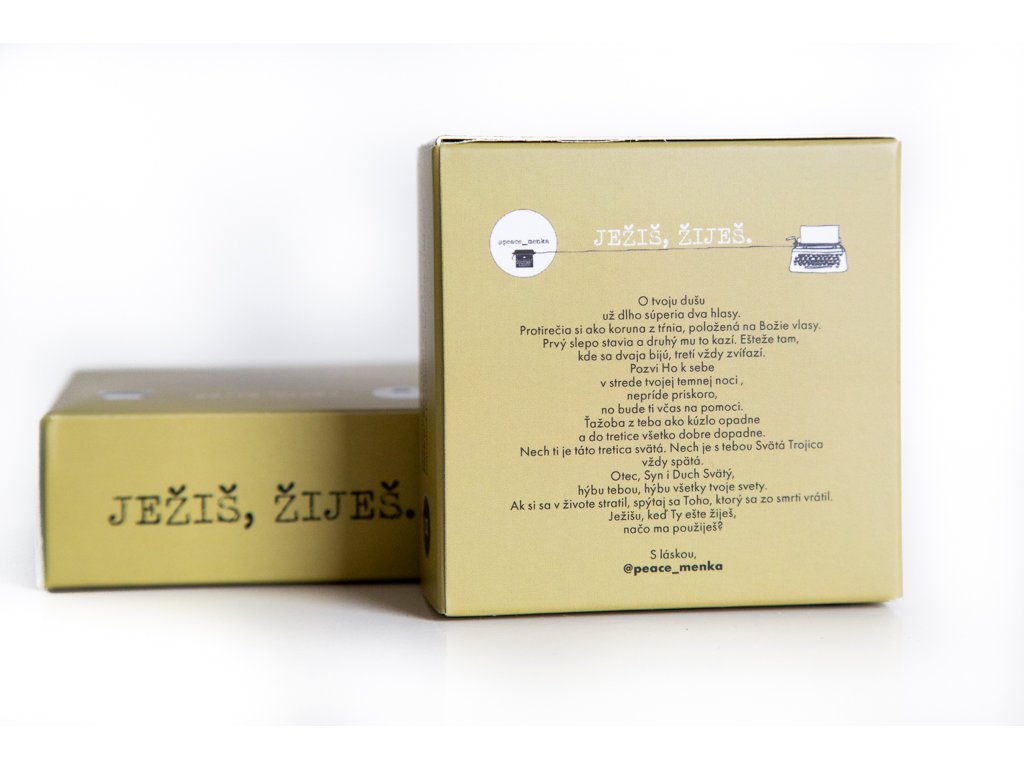 @peace_menka
JEŽIŠ, ŽIJEŠ.
O tvoju dušu
už dlho súperia dva hlasy.
Protirečia si ako koruna z tŕnia, položená na Božie vlasy.
Prvý slepo stavia a druhý mu to kazí. Ešteže tam,
kde sa dvaja bijú, tretí vždy zvíťazí.
Pozvi Ho k sebe
v strede tvojej temnej noci ,
nepríde priskoro,
no bude ti včas na pomoci.
Ťažoba z teba ako kúzlo opadne
a do tretice všetko dobre dopadne.
Nech ti je táto tretica svätá. Nech je s tebou Svätá Trojica
vždy spätá.
Otec, Syn i Duch Svätý,
hýbu tebou, hýbu všetky tvoje svety.
Ak si sa v živote stratil, spýtaj sa Toho, ktorý sa zo smrti vrátil.
Ježišu, keď Ty ešte žiješ,
načo ma použiješ?
S láskou,
@peace_menka
JEŽIŠ, ŽIJEŠ.